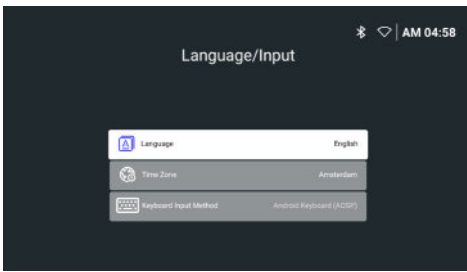 AM 04:58
Language/Input
Language English
Time Zone Amsterdam
Keyboard Input Method Android Keyboard (AOSP)